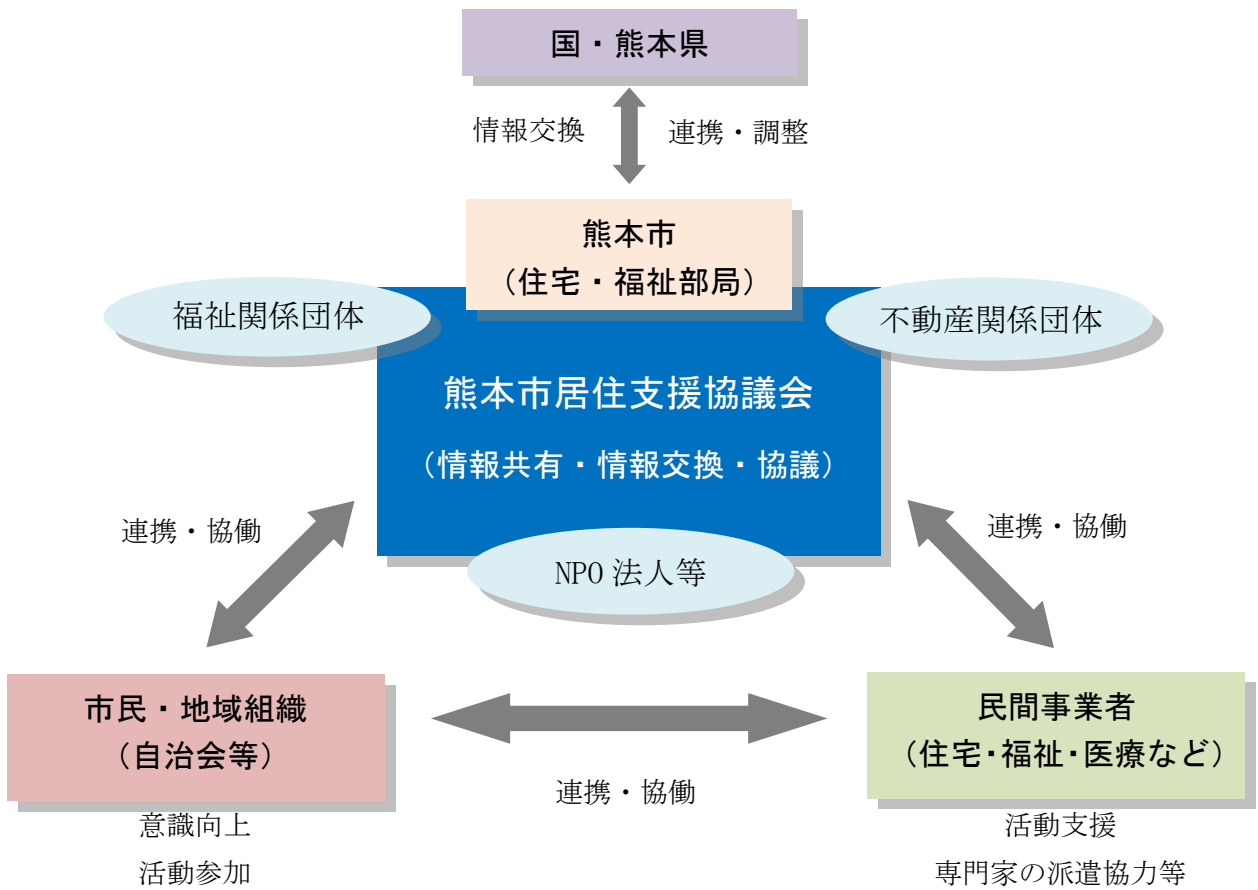 国・熊本県
情報交換
連携・調整
熊本市
（住宅・福祉部局）
福祉関係団体
不動産関係団体
熊本市居住支援協議会
（情報共有・情報交換・協議）
連携・協働
連携・協働
NPO法人等
市民・地域組織
（自治会等）
民間事業者
（住宅・福祉・医療など）
連携・協働
意識向上
活動参加
活動支援
専門家の派遣協力等